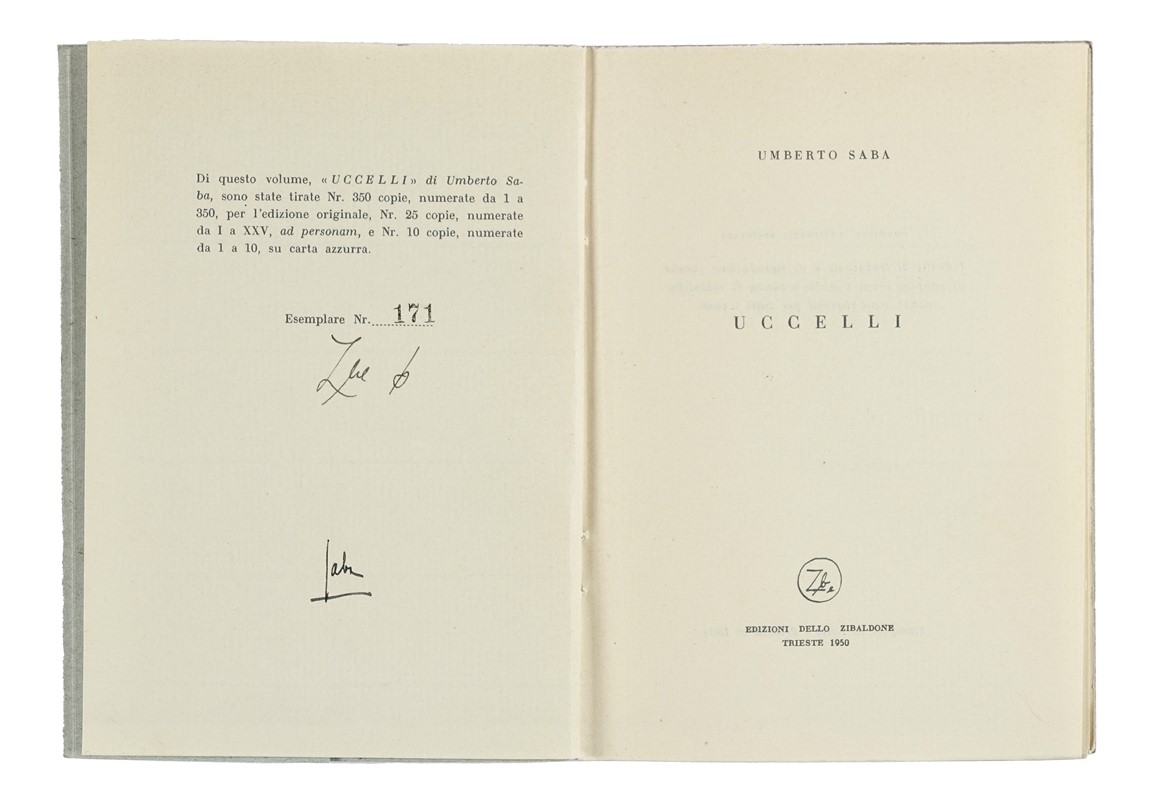 Di questo volume, «UCCELLI» di Umberto Sa-
ba, sono state tirate Nr. 350 copie, numerate da 1 a
350, per l'edizione originale, Nr. 25 copie, numerate
da I a XXV, ad personam, e Nr. 10 copie, numerate
da 1 a 10, su carta azzurra.
Esemplare Nr. 171
Saba
UMBERTO SABA
UCCELLI
EDIZIONI DELLO ZIBALDONE
TRIESTE 1950